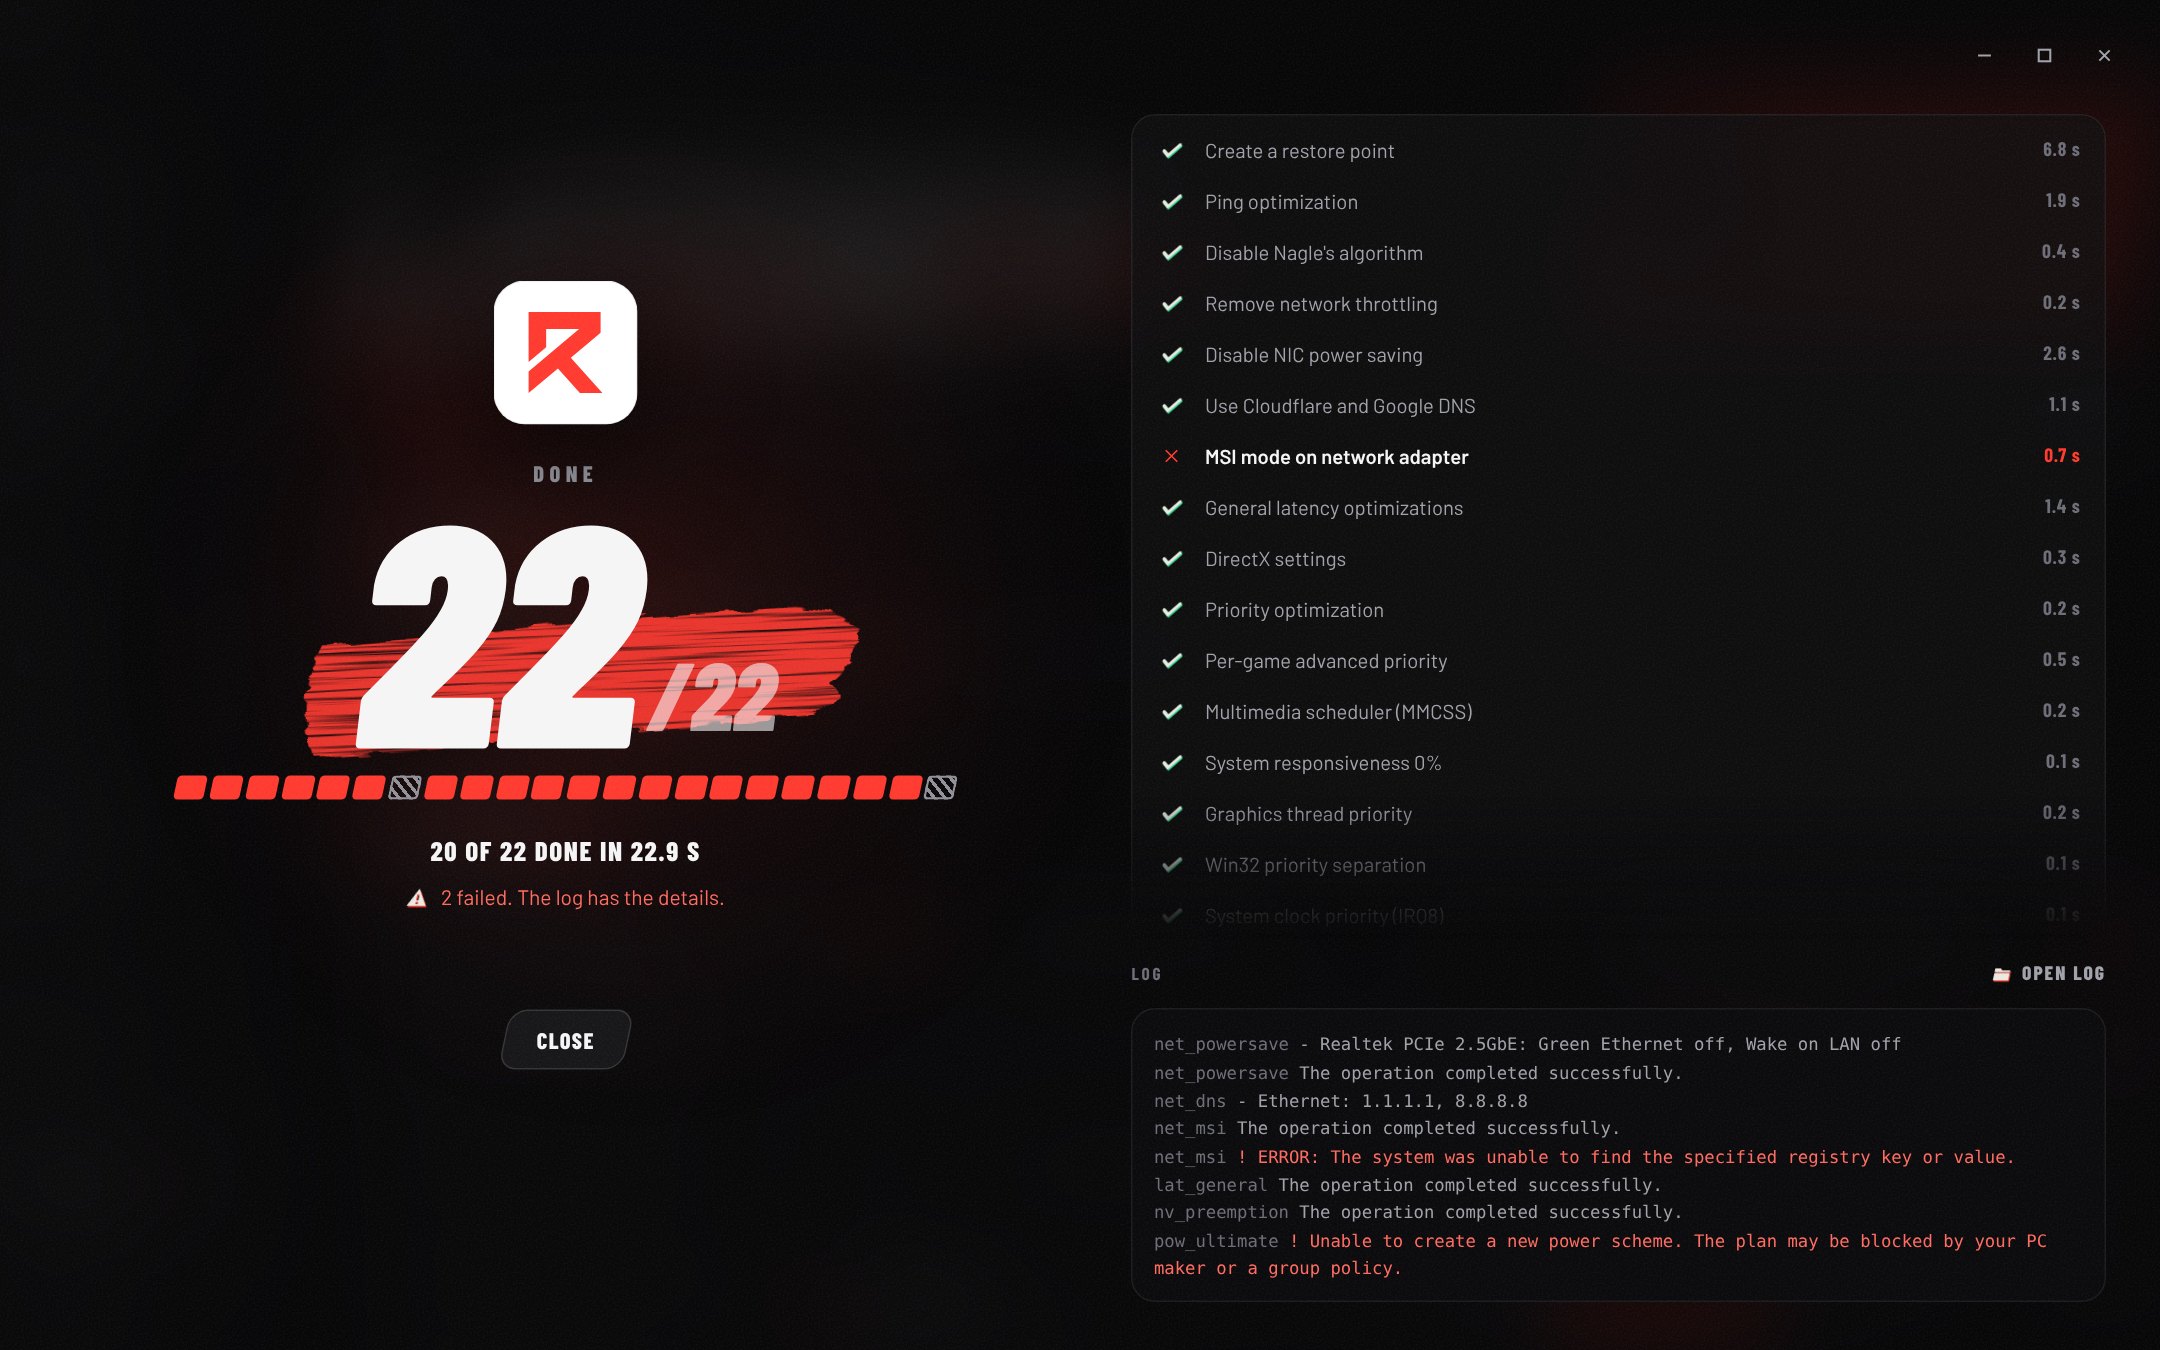 DONE
22/22
20 OF 22 DONE IN 22.9 S
2 failed. The log has the details.
CLOSE
Create a restore point 6.8 s
Ping optimization 1.9 s
Disable Nagle's algorithm 0.4 s
Remove network throttling 0.2 s
Disable NIC power saving 2.6 s
Use Cloudflare and Google DNS 1.1 s
MSI mode on network adapter 0.7 s
General latency optimizations 1.4 s
DirectX settings 0.3 s
Priority optimization 0.2 s
Per-game advanced priority 0.5 s
Multimedia scheduler (MMCSS) 0.2 s
System responsiveness 0% 0.1 s
Graphics thread priority 0.2 s
Win32 priority separation 0.1 s
System clock priority (IRQ8) 0.1 s
LOG
OPEN LOG
net_powersave - Realtek PCIe 2.5GbE: Green Ethernet off, Wake on LAN off
net_powersave The operation completed successfully.
net_dns - Ethernet: 1.1.1.1, 8.8.8.8
net_msi The operation completed successfully.
net_msi ! ERROR: The system was unable to find the specified registry key or value.
lat_general The operation completed successfully.
nv_preemption The operation completed successfully.
pow_ultimate ! Unable to create a new power scheme. The plan may be blocked by your PC
maker or a group policy.